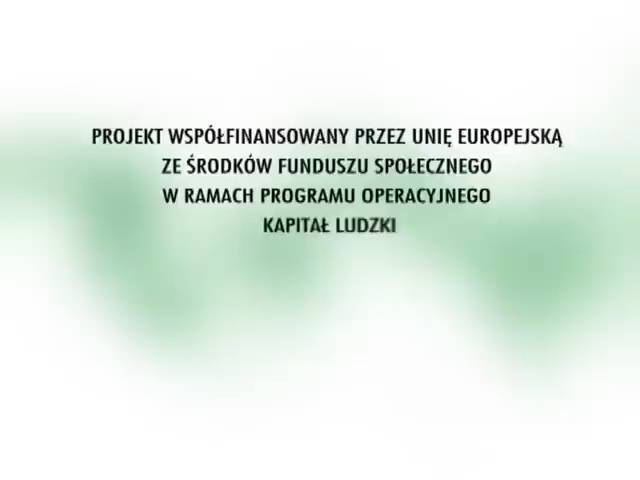 PROJEKT WSPÓŁFINANSOWANY PRZEZ UNIĘ EUROPEJSKĄ
ZE ŚRODKÓW FUNDUSZU SPOŁECZNEGO
W RAMACH PROGRAMU OPERACYJNEGO
KAPITAŁ LUDZKI